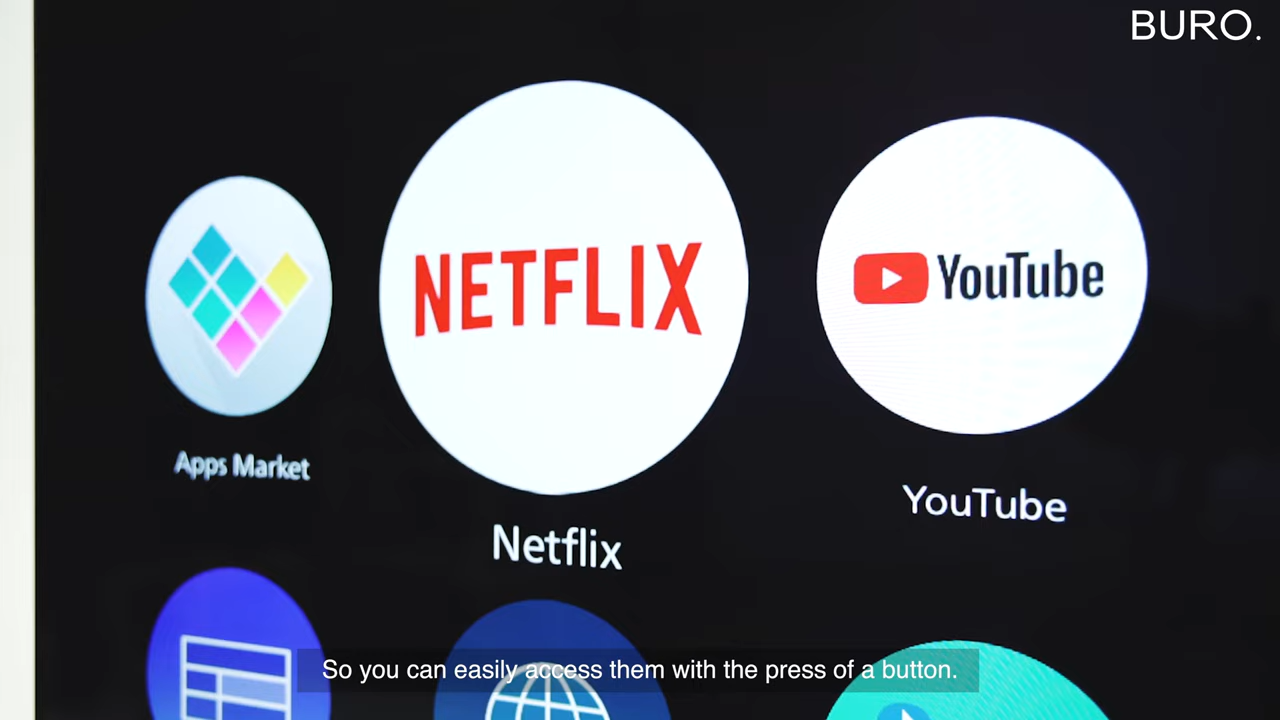 BURO.
NETFLIX
YouTube
Apps Market
Netflix
YouTube
So you can easily access them with the press of a button.